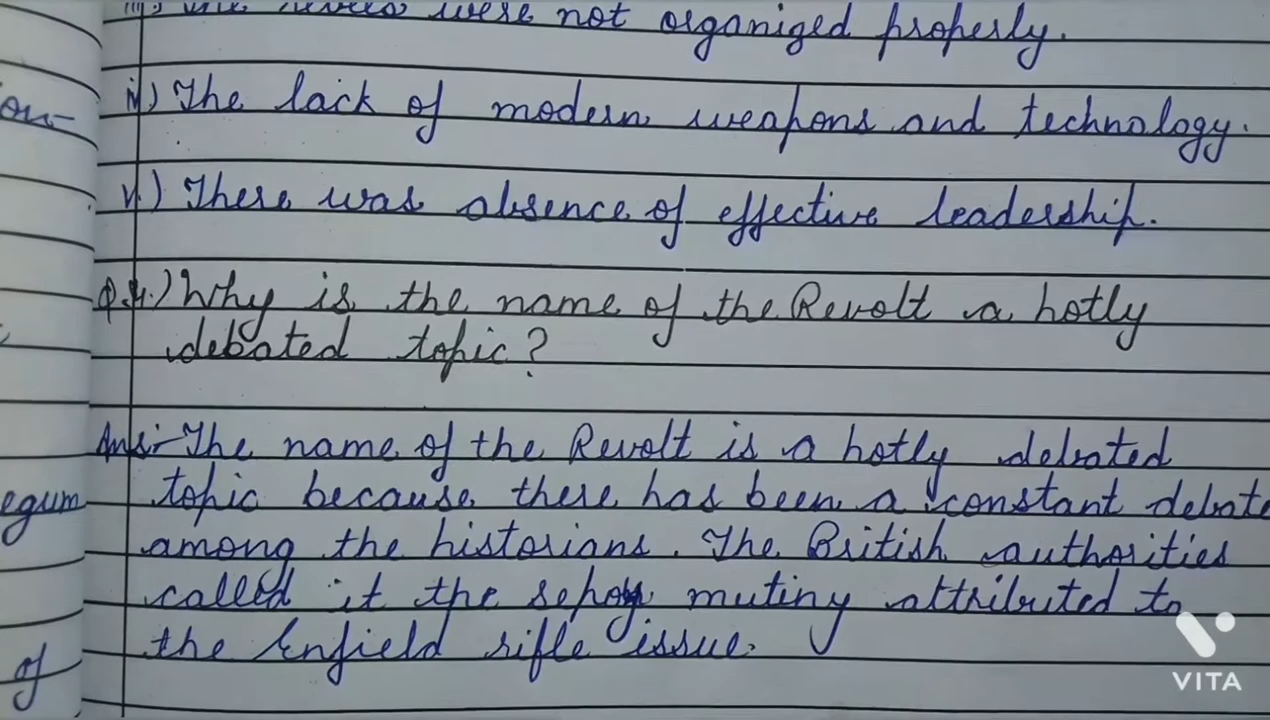 were not organized properly.
iv) The lack of modern weapons and technology.
v.) There was absence of effective leadership.
Q.4.) Why is the name of the Revolt a hotly
debated topic?
Ans:- The name of the Revolt is a hotly debated
topic because there has been a constant debate
among the historians. The British authorities
called it the sepoy mutiny attributed to
the Enfield rifle issue.
egum
of
VITA